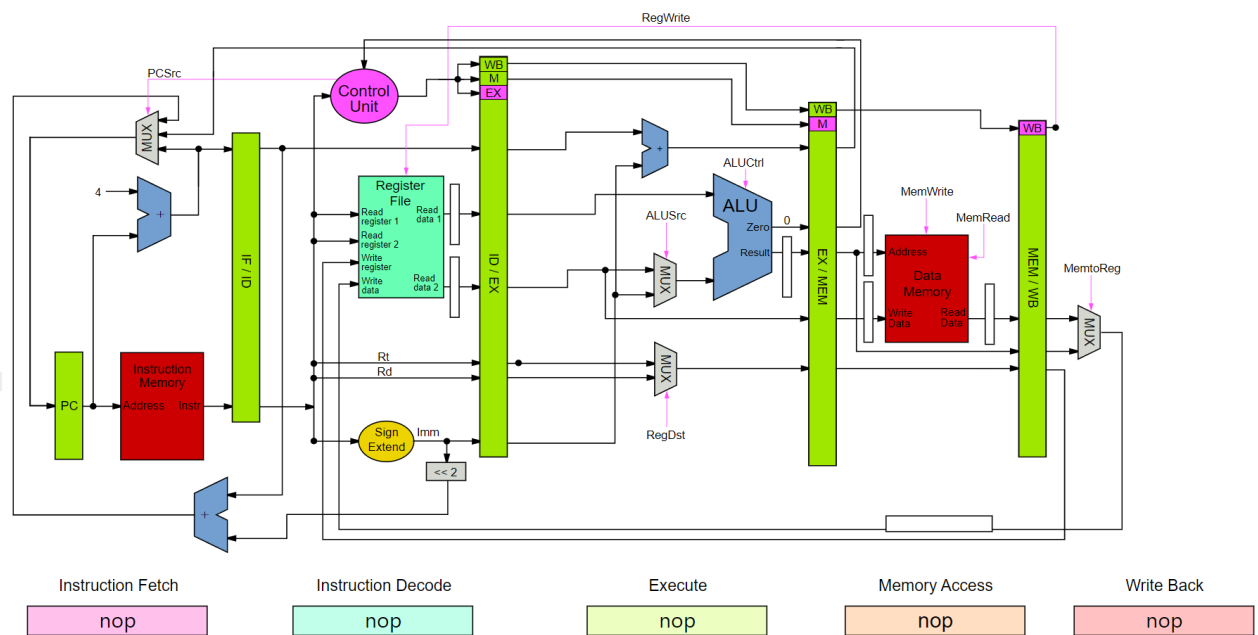 RegWrite
PCSrc
Control
Unit
WB
M
EX
WB
M
WB
MUX
4
+
+
ALUCtrl
Register
File
Read
register 1
Read
register 2
Write
register
Write
data
Read
data 1
Read
data 2
ALUSrc
MUX
ALU
Zero
0
Result
MemWrite
MemRead
Address
Data
Memory
Write
Data
Read
Data
MemtoReg
MUX
IF / ID
ID / EX
EX / MEM
MEM / WB
Rt
Rd
MUX
RegDst
PC
Instruction
Memory
Address
Instr
Sign
Extend
Imm
<< 2
+
Instruction Fetch
Instruction Decode
Execute
Memory Access
Write Back
nop
nop
nop
nop
nop